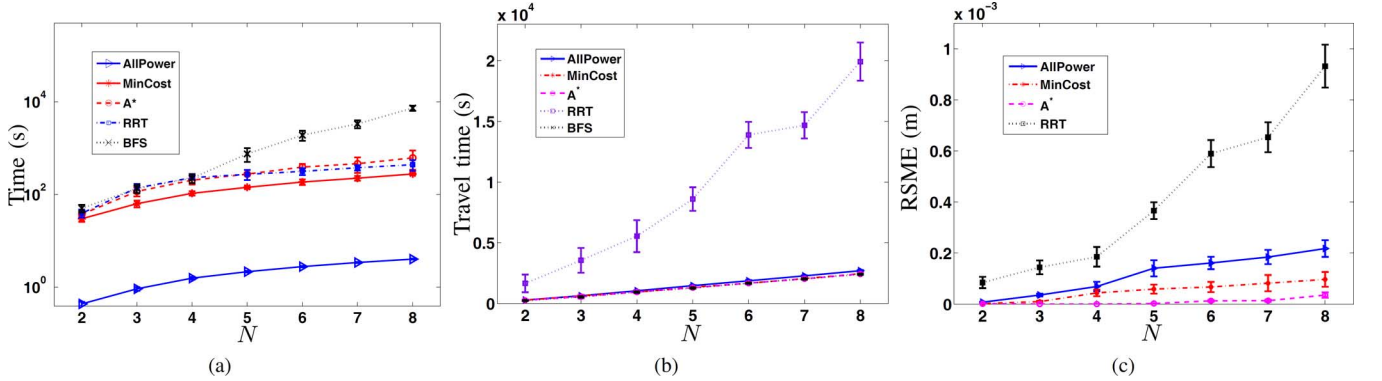 Time (s)
10^4
10^2
10^0
AllPower
MinCost
A*
RRT
BFS
2 3 4 5 6 7 8
N
(a)
x 10^4
Travel time (s)
2
1.5
1
0.5
0
AllPower
MinCost
A*
RRT
BFS
2 3 4 5 6 7 8
N
(b)
x 10^-3
RSME (m)
1
0.8
0.6
0.4
0.2
0
AllPower
MinCost
A*
RRT
2 3 4 5 6 7 8
N
(c)